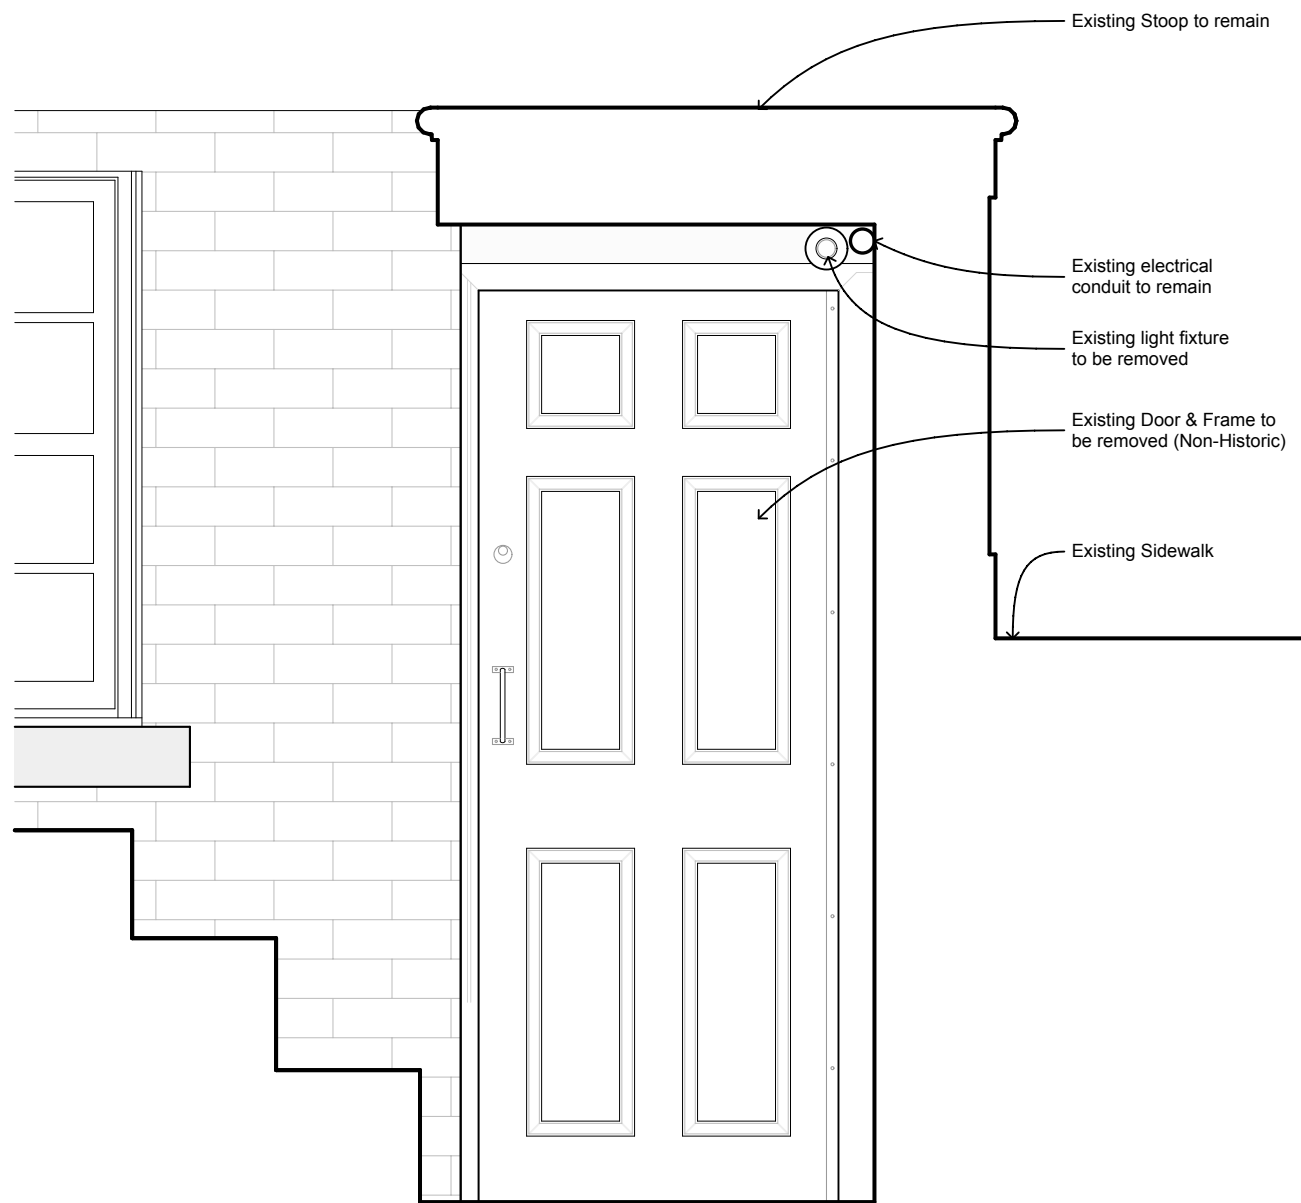 Existing Stoop to remain
Existing electrical
conduit to remain
Existing light fixture
to be removed
Existing Door & Frame to
be removed (Non-Historic)
Existing Sidewalk